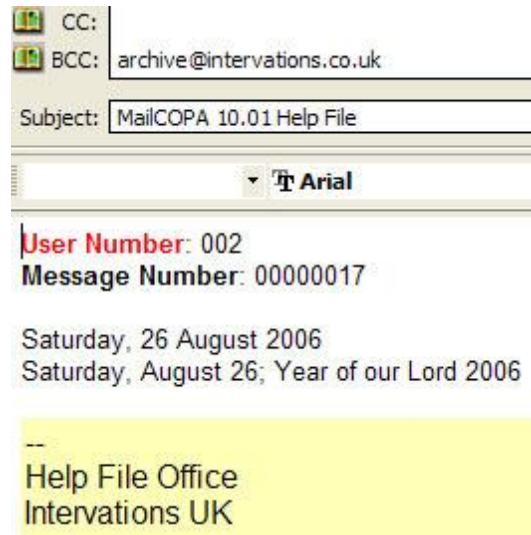 CC:
BCC: archive@intervations.co.uk
Subject: MailCOPA 10.01 Help File
Arial
User Number: 002
Message Number: 00000017
Saturday, 26 August 2006
Saturday, August 26; Year of our Lord 2006
--
Help File Office
Intervations UK